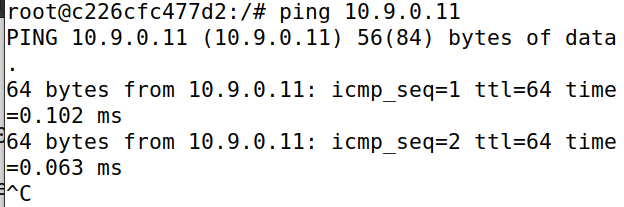 root@c226cfc477d2:/# ping 10.9.0.11
PING 10.9.0.11 (10.9.0.11) 56(84) bytes of data
.
64 bytes from 10.9.0.11: icmp_seq=1 ttl=64 time
=0.102 ms
64 bytes from 10.9.0.11: icmp_seq=2 ttl=64 time
=0.063 ms
^C